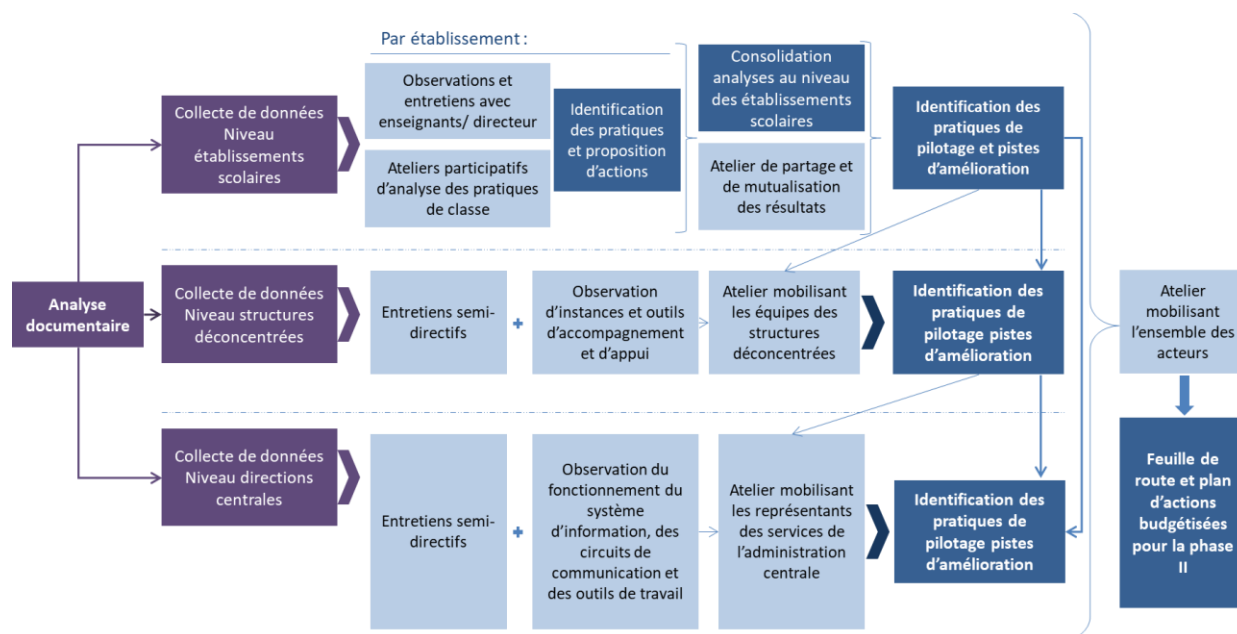 Par établissement :
Collecte de données
Niveau
établissements
scolaires
Observations et
entretiens avec
enseignants/ directeur
Ateliers participatifs
d’analyse des pratiques
de classe
Identification
des pratiques
et proposition
d’actions
Consolidation
analyses au niveau
des établissements
scolaires
Atelier de partage et
de mutualisation
des résultats
Identification des
pratiques de
pilotage et pistes
d’amélioration
Analyse
documentaire
Collecte de données
Niveau structures
déconcentrées
Entretiens semi-
directifs
+
Observation
d’instances et outils
d’accompagnement
et d’appui
Atelier mobilisant
les équipes des
structures
déconcentrées
Identification des
pratiques de
pilotage pistes
d’amélioration
Collecte de données
Niveau directions
centrales
Entretiens semi-
directifs
+
Observation du
fonctionnement du
système
d’information, des
circuits de
communication et
des outils de travail
Atelier mobilisant
les représentants
des services de
l’administration
centrale
Identification des
pratiques de
pilotage pistes
d’amélioration
Atelier
mobilisant
l’ensemble des
acteurs
Feuille de
route et plan
d’actions
budgétisées
pour la phase
II